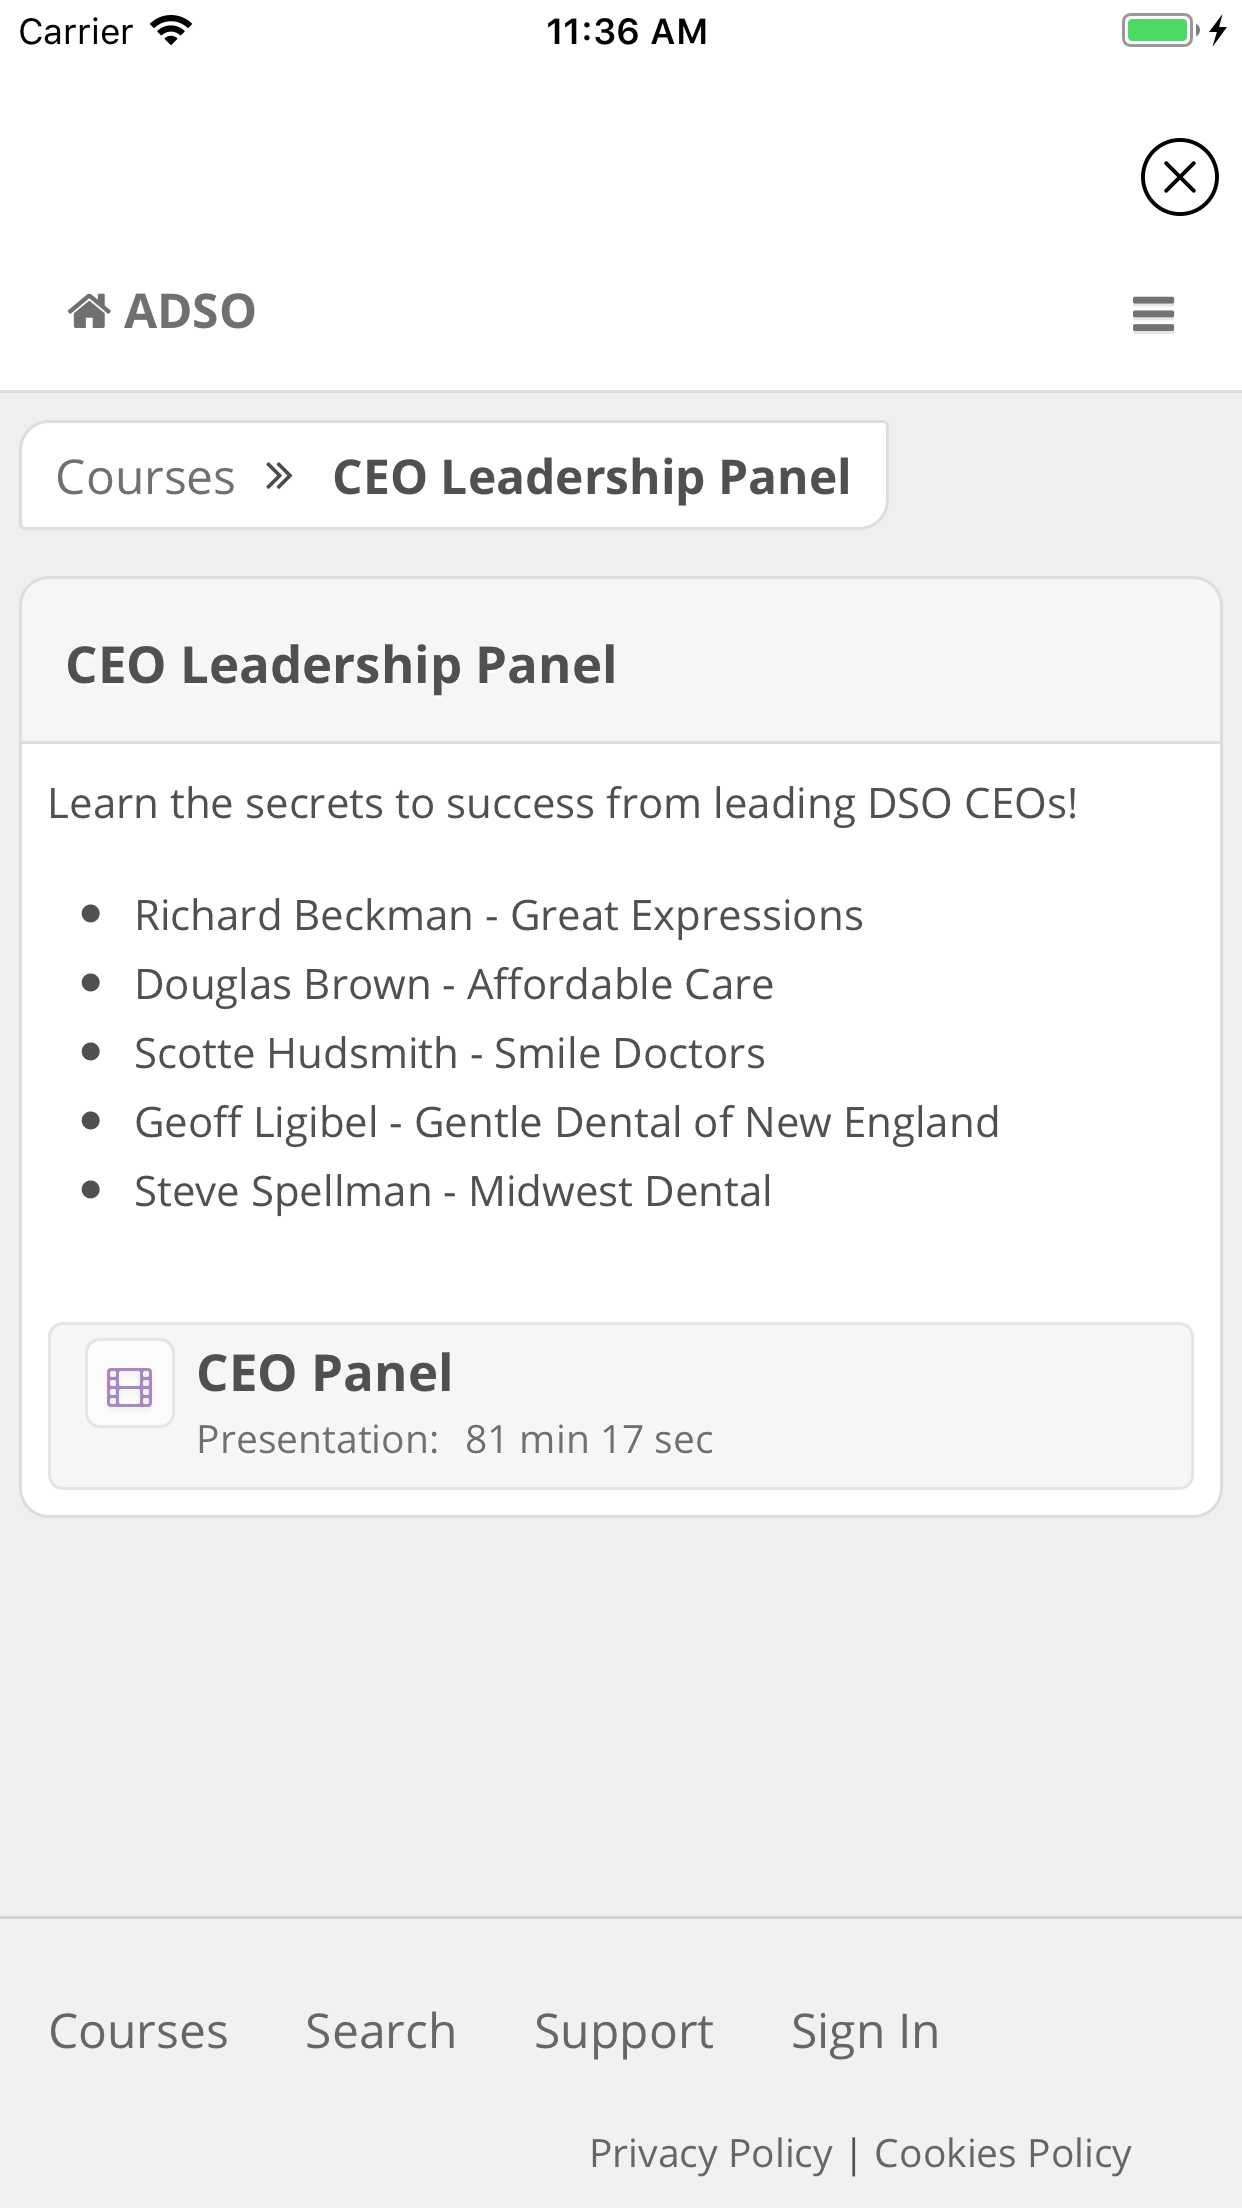 Carrier 11:36 AM
ADSO
Courses » CEO Leadership Panel
CEO Leadership Panel
Learn the secrets to success from leading DSO CEOs!
• Richard Beckman - Great Expressions
• Douglas Brown - Affordable Care
• Scotte Hudsmith - Smile Doctors
• Geoff Ligibel - Gentle Dental of New England
• Steve Spellman - Midwest Dental
CEO Panel
Presentation: 81 min 17 sec
Courses Search Support Sign In
Privacy Policy | Cookies Policy